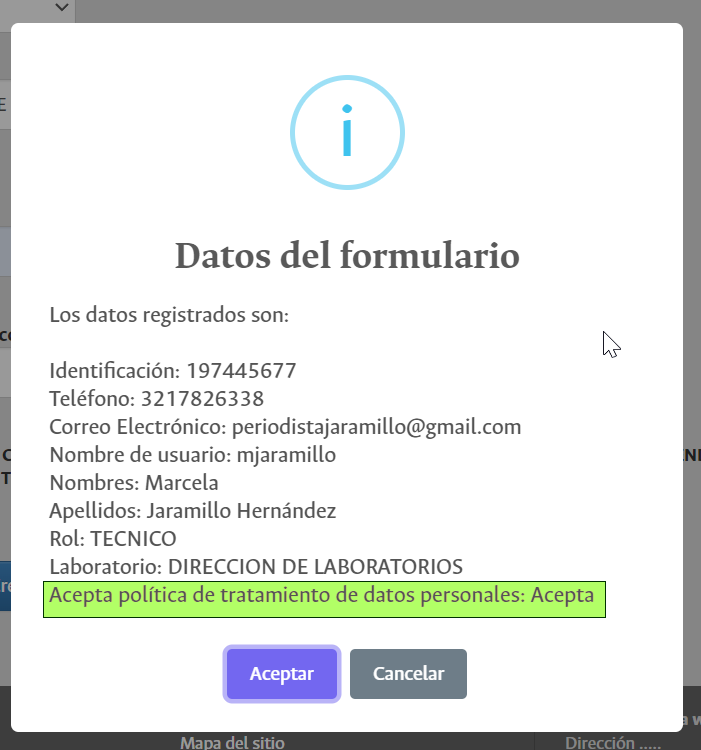 i
Datos del formulario
Los datos registrados son:
Identificación: 197445677
Teléfono: 3217826338
Correo Electrónico: periodistajaramillo@gmail.com
Nombre de usuario: mjaramillo
Nombres: Marcela
Apellidos: Jaramillo Hernández
Rol: TECNICO
Laboratorio: DIRECCION DE LABORATORIOS
Acepta política de tratamiento de datos personales: Acepta
Aceptar
Cancelar
Mapa del sitio
Dirección .....